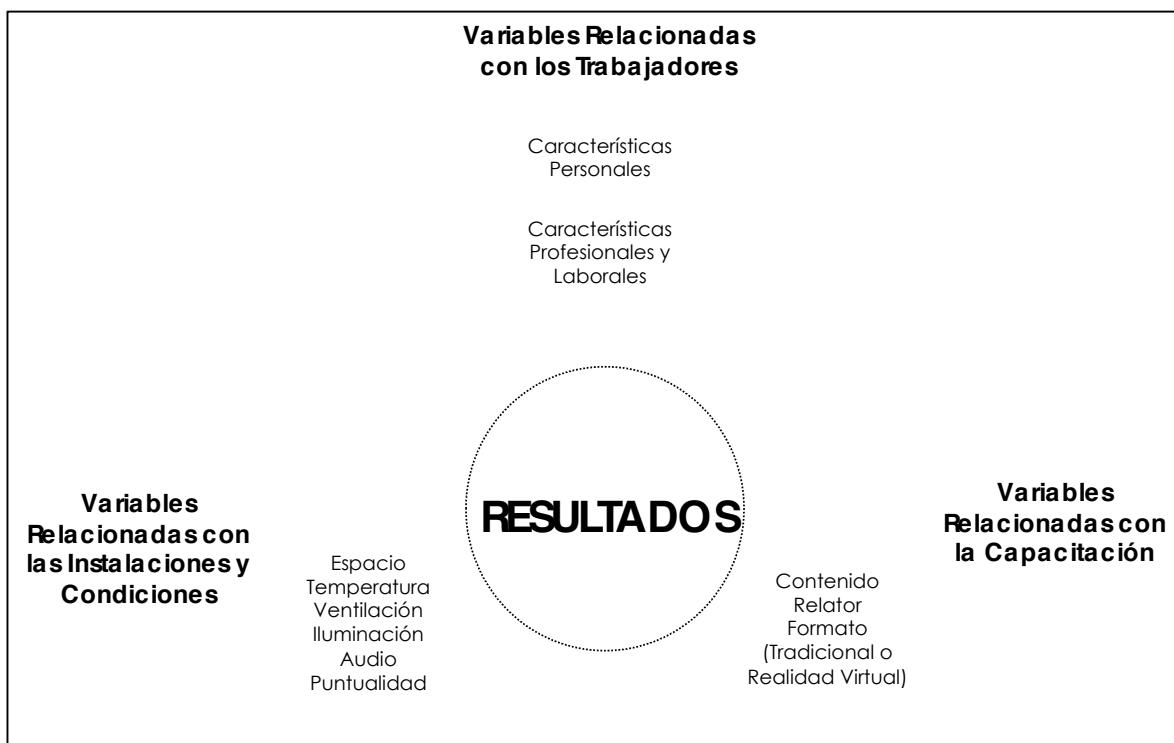 Variables Relacionadas
con los Trabajadores
Características
Personales
Características
Profesionales y
Laborales
RESULTADOS
Variables
Relacionadas con
las Instalaciones y
Condiciones
Espacio
Temperatura
Ventilación
Iluminación
Audio
Puntualidad
Variables
Relacionadas con
la Capacitación
Contenido
Relator
Formato
(Tradicional o
Realidad Virtual)